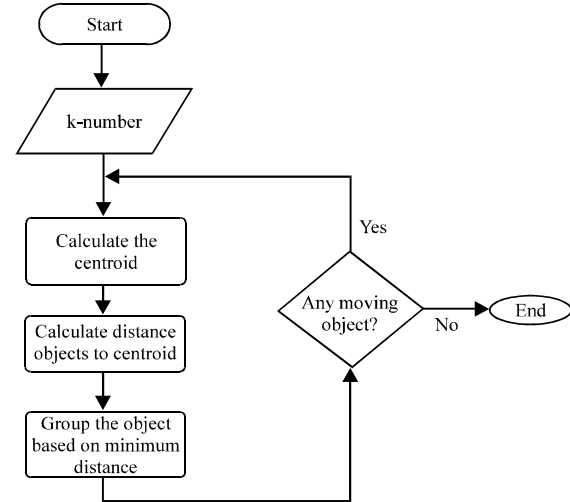 Start
k-number
Calculate the
centroid
Calculate distance
objects to centroid
Group the object
based on minimum
distance
Yes
Any moving
object?
No
End